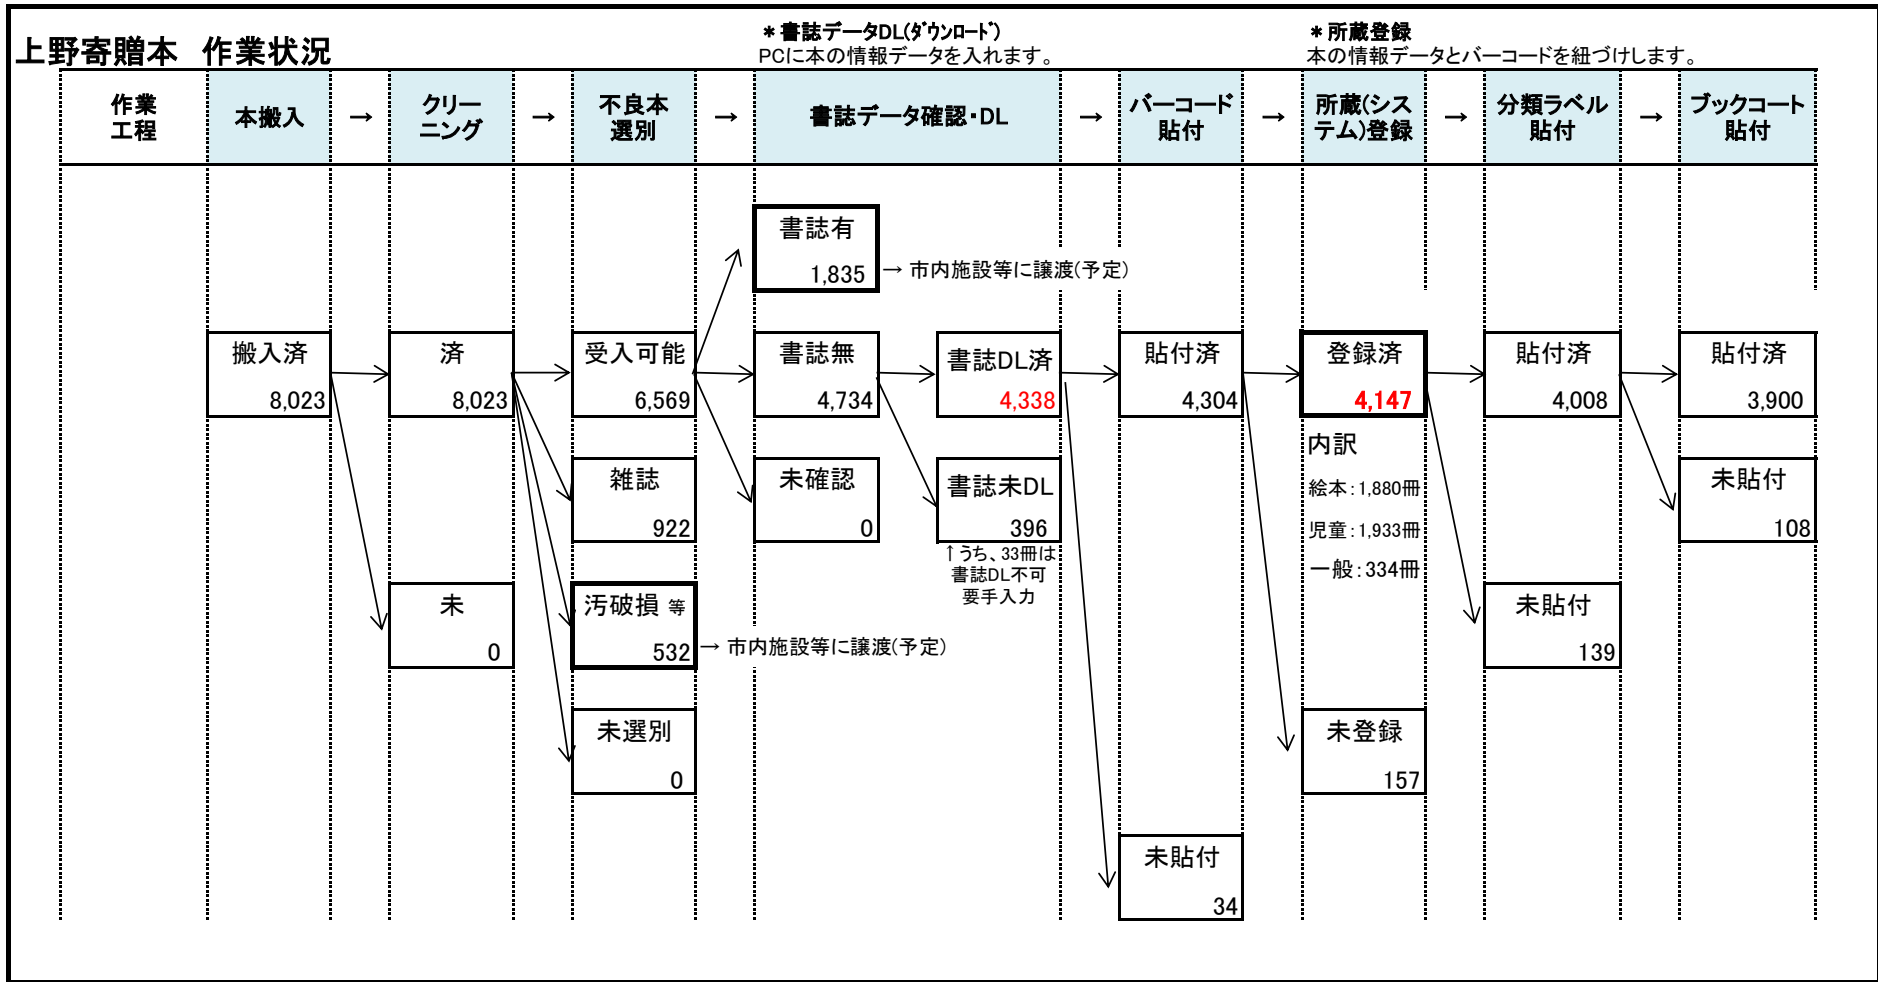 上野寄贈本　作業状況
＊書誌データDL(ﾀﾞｳﾝﾛｰﾄﾞ)
PCに本の情報データを入れます。
＊所蔵登録
本の情報データとバーコードを紐づけします。
作業
工程
本搬入
→
クリー
ニング
→
不良本
選別
→
書誌データ確認・DL
→
バーコード
貼付
→
所蔵(シス
テム)登録
→
分類ラベル
貼付
→
ブックコート
貼付
書誌有
1,835
→ 市内施設等に譲渡(予定)
搬入済
8,023
済
8,023
受入可能
6,569
書誌無
4,734
書誌DL済
4,338
貼付済
4,304
登録済
4,147
貼付済
4,008
貼付済
3,900
内訳
絵本：1,880冊
児童：1,933冊
一般：334冊
雑誌
922
未確認
0
書誌未DL
396
↑うち、33冊は
書誌DL不可
要手入力
未貼付
108
未
0
汚破損 等
532
→ 市内施設等に譲渡(予定)
未貼付
139
未選別
0
未登録
157
未貼付
34